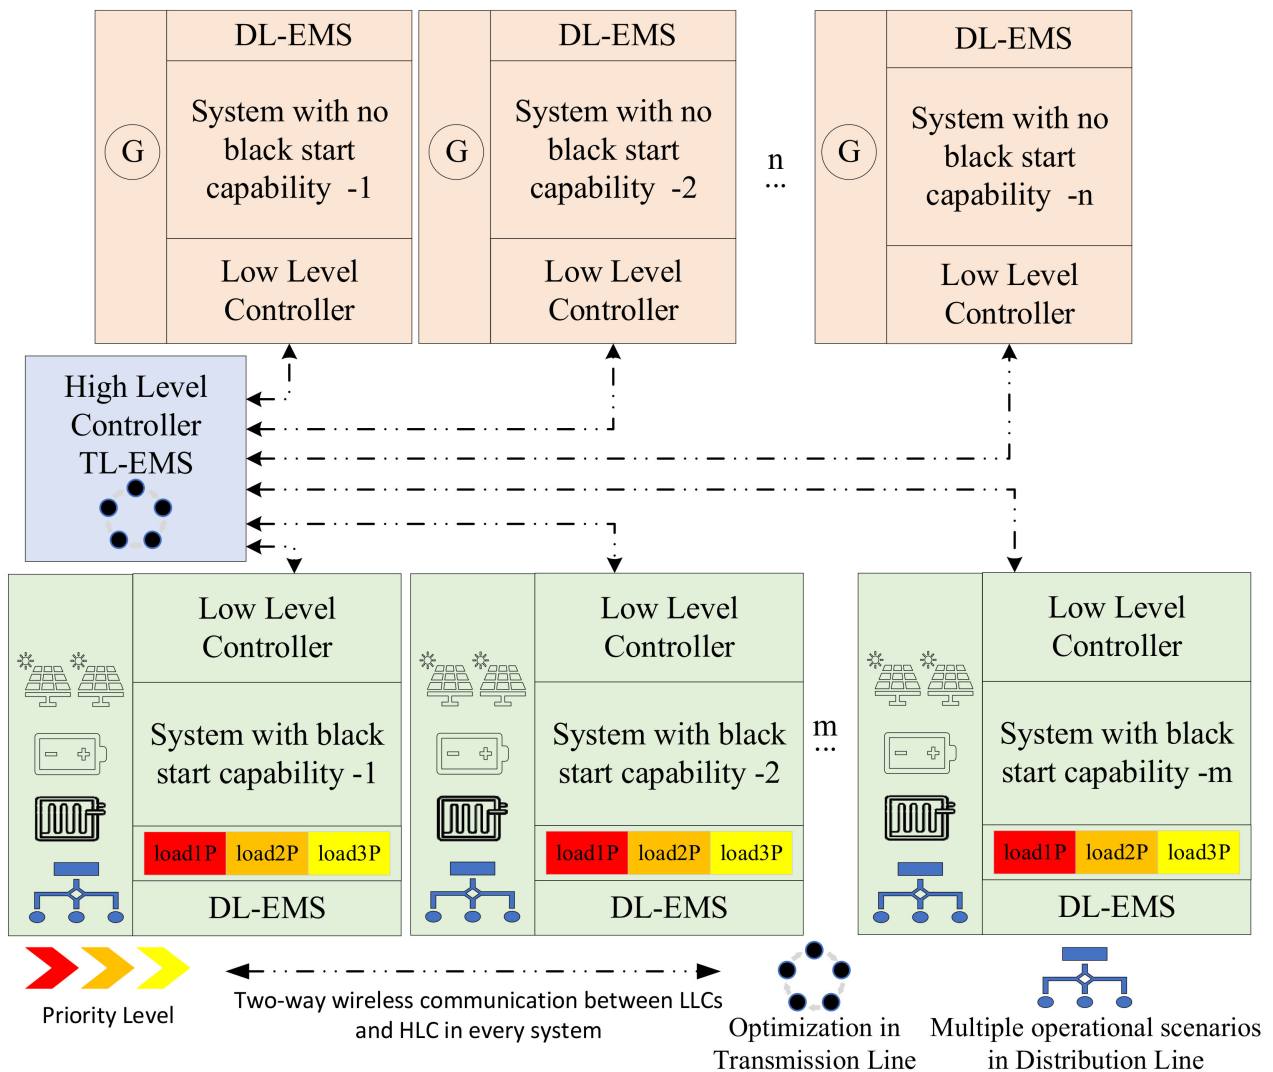 DL-EMS
G
System with no
black start
capability -1
Low Level
Controller
DL-EMS
G
System with no
black start
capability -2
Low Level
Controller
n
...
DL-EMS
G
System with no
black start
capability -n
Low Level
Controller
High Level
Controller
TL-EMS
Low Level
Controller
System with black
start capability -1
load1P load2P load3P
DL-EMS
Low Level
Controller
System with black
start capability -2
load1P load2P load3P
DL-EMS
m
...
Low Level
Controller
System with black
start capability -m
load1P load2P load3P
DL-EMS
Priority Level
Two-way wireless communication between LLCs
and HLC in every system
Optimization in
Transmission Line
Multiple operational scenarios
in Distribution Line